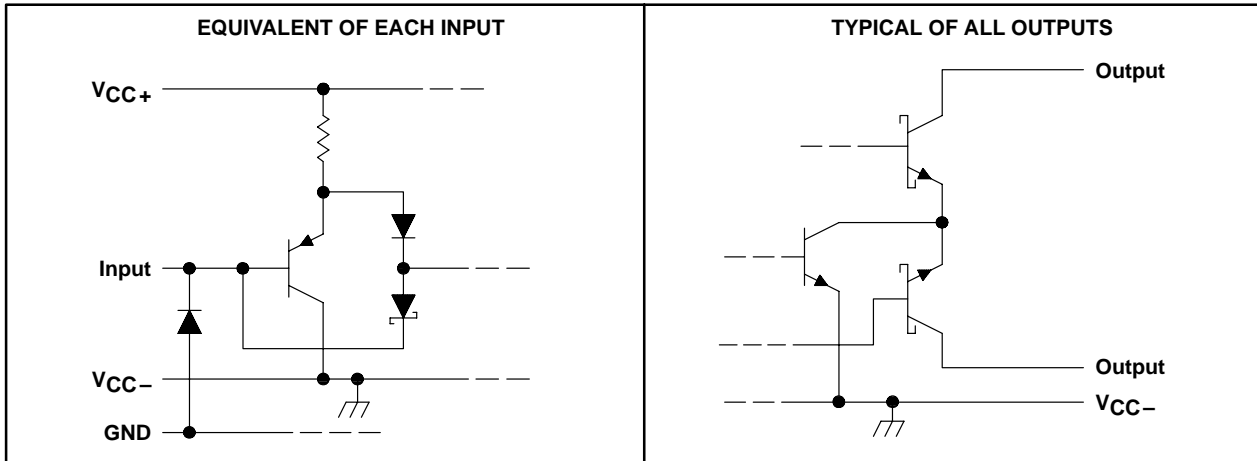 EQUIVALENT OF EACH INPUT
VCC+
Input
VCC–
GND
TYPICAL OF ALL OUTPUTS
Output
Output
VCC–